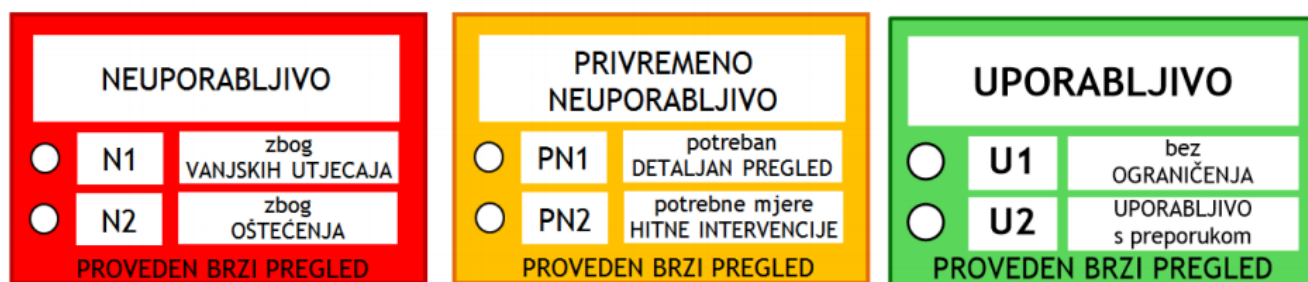 NEUPORABLJIVO
N1
zbog
VANJSKIH UTJECAJA
N2
zbog
OŠTEĆENJA
PROVEDEN BRZI PREGLED
PRIVREMENO
NEUPORABLJIVO
PN1
potreban
DETALJAN PREGLED
PN2
potrebne mjere
HITNE INTERVENCIJE
PROVEDEN BRZI PREGLED
UPORABLJIVO
U1
bez
OGRANIČENJA
U2
UPORABLJIVO
s preporukom
PROVEDEN BRZI PREGLED